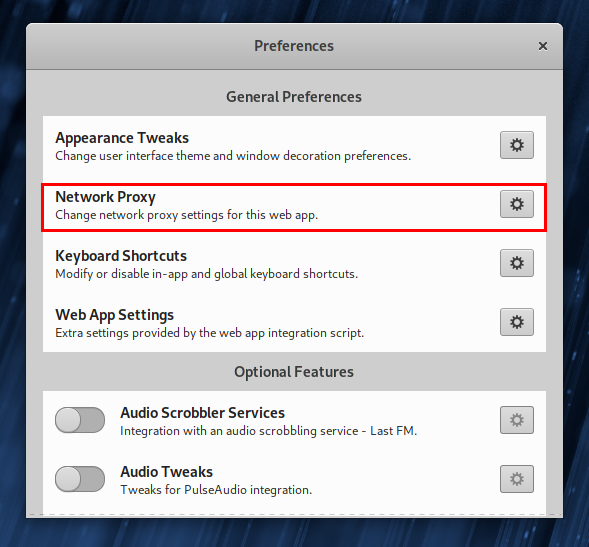 Preferences
General Preferences
Appearance Tweaks
Change user interface theme and window decoration preferences.
Network Proxy
Change network proxy settings for this web app.
Keyboard Shortcuts
Modify or disable in-app and global keyboard shortcuts.
Web App Settings
Extra settings provided by the web app integration script.
Optional Features
Audio Scrobbler Services
Integration with an audio scrobbling service - Last FM.
Audio Tweaks
Tweaks for PulseAudio integration.